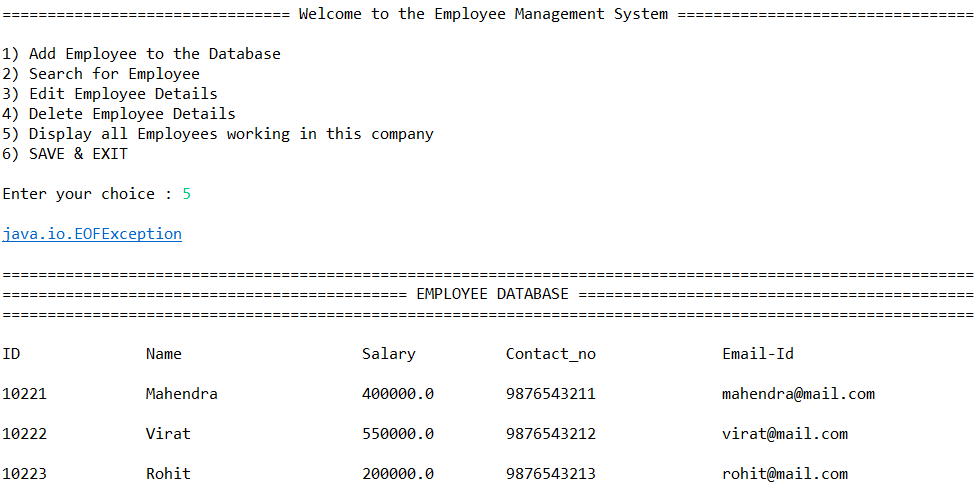 ================================ Welcome to the Employee Management System =================================
1) Add Employee to the Database
2) Search for Employee
3) Edit Employee Details
4) Delete Employee Details
5) Display all Employees working in this company
6) SAVE & EXIT
Enter your choice : 5
java.io.EOFException
============================================================================================================
============================================= EMPLOYEE DATABASE ============================================
============================================================================================================
ID Name Salary Contact_no Email-Id
10221 Mahendra 400000.0 9876543211 mahendra@mail.com
10222 Virat 550000.0 9876543212 virat@mail.com
10223 Rohit 200000.0 9876543213 rohit@mail.com